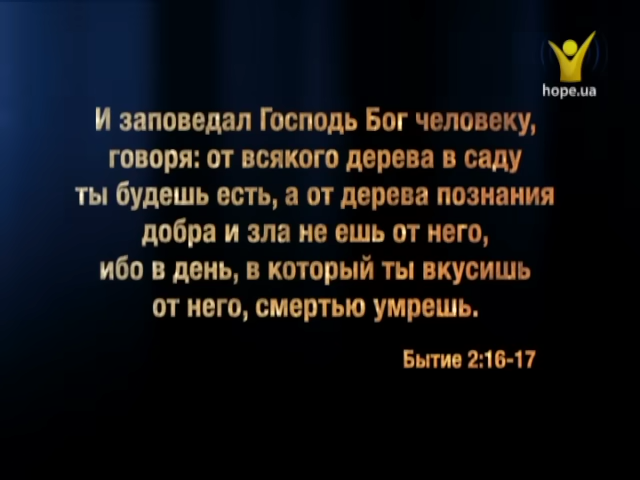 hope.ua
И заповедал Господь Бог человеку,
говоря: от всякого дерева в саду
ты будешь есть, а от дерева познания
добра и зла не ешь от него,
ибо в день, в который ты вкусишь
от него, смертью умрешь.
Бытие 2:16-17